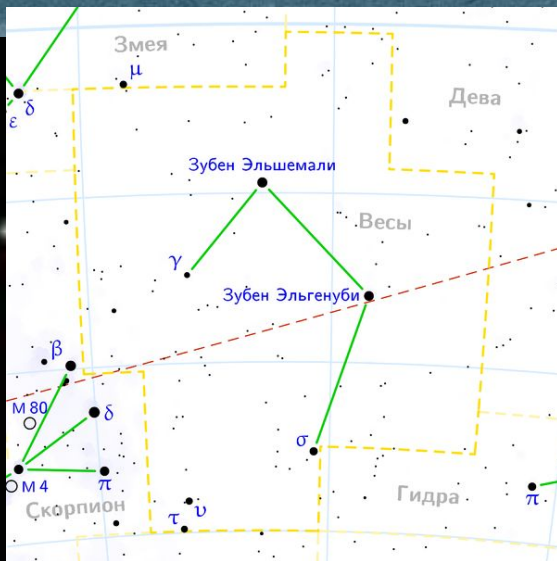 Змея
μ
δ
ε
Дева
Зубен Эльшемали
Весы
γ
Зубен Эльгенуби
β
M 80
δ
σ
π
M 4
Скорпион
τ
υ
Гидра
π